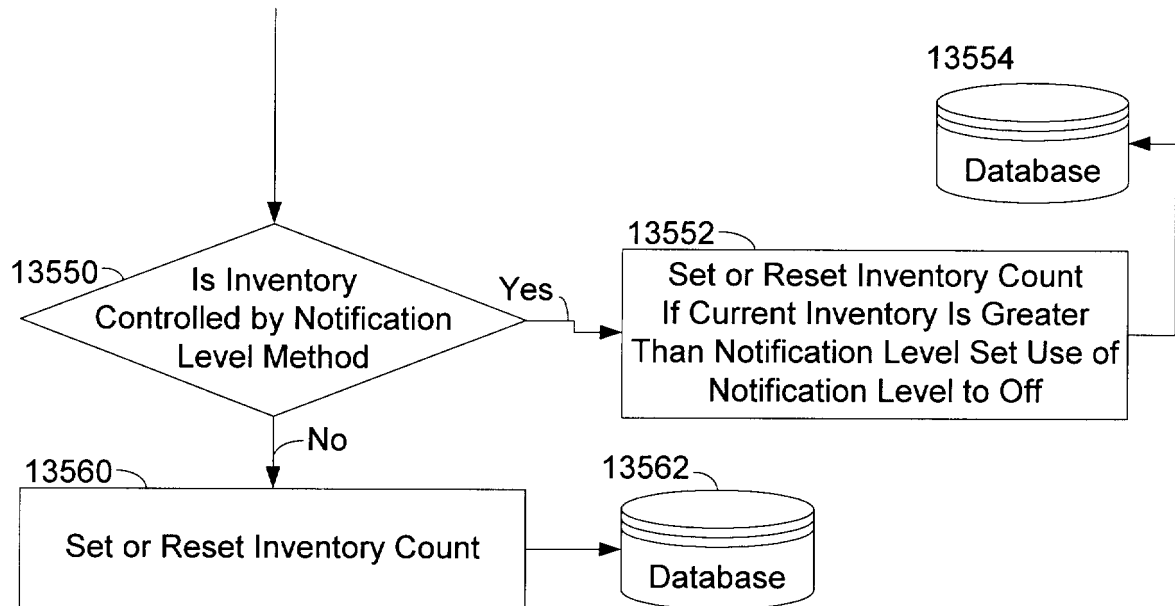 13554
Database
13550
Is Inventory
Controlled by Notification
Level Method
Yes
13552
Set or Reset Inventory Count
If Current Inventory Is Greater
Than Notification Level Set Use of
Notification Level to Off
No
13560
Set or Reset Inventory Count
13562
Database